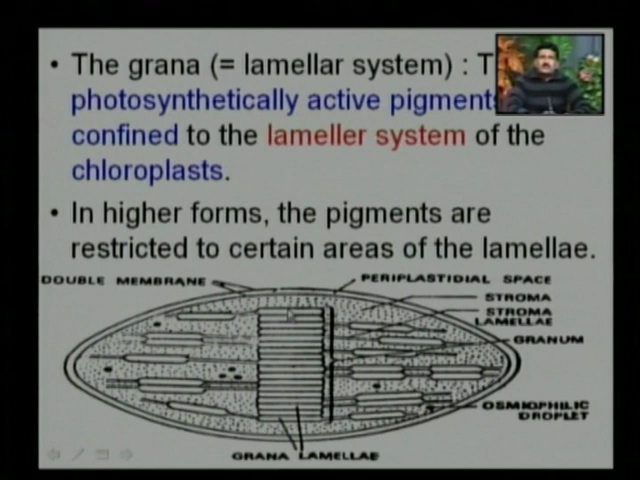 • The grana (= lamellar system) : T
photosynthetically active pigment
confined to the lameller system of the
chloroplasts.
• In higher forms, the pigments are
restricted to certain areas of the lamellae.
DOUBLE MEMBRANE
PERIPLASTIDIAL SPACE
STROMA
STROMA
LAMELLAE
GRANUM
OSMIOPHILIC
DROPLET
GRANA LAMELLAE